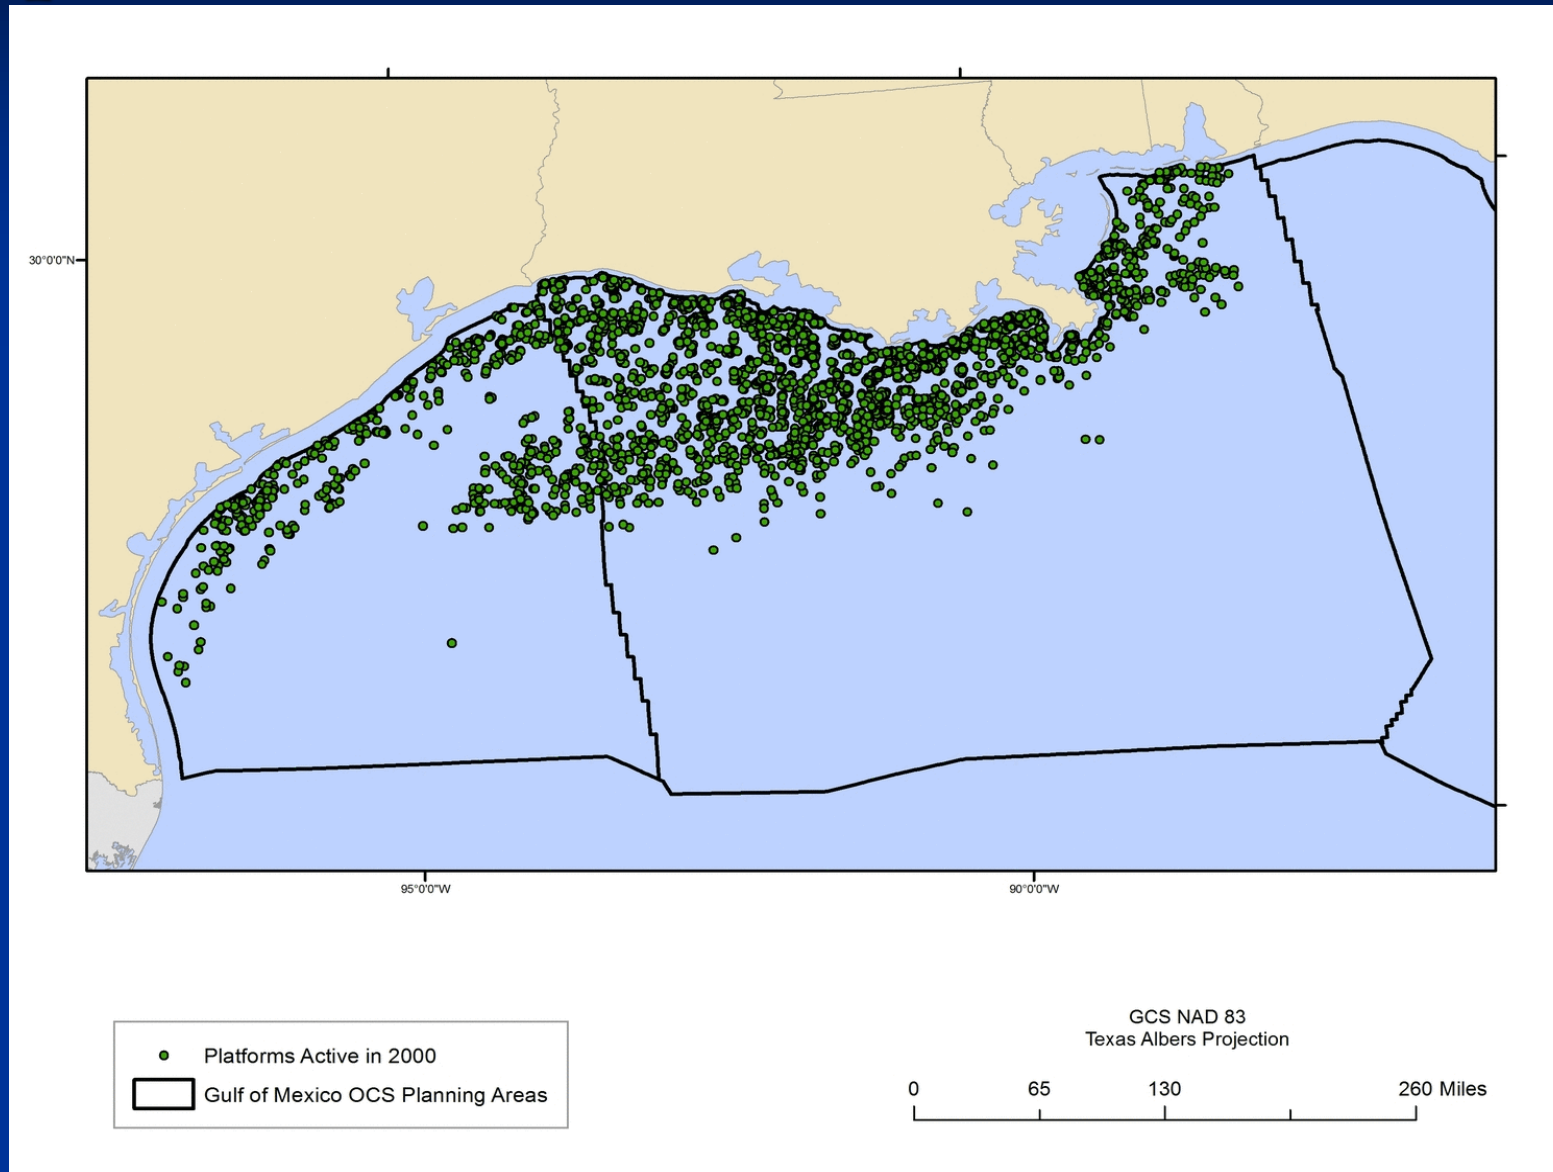 30°0'0"N
95°0'0"W
90°0'0"W
Platforms Active in 2000
Gulf of Mexico OCS Planning Areas
GCS NAD 83
Texas Albers Projection
0 65 130 260 Miles